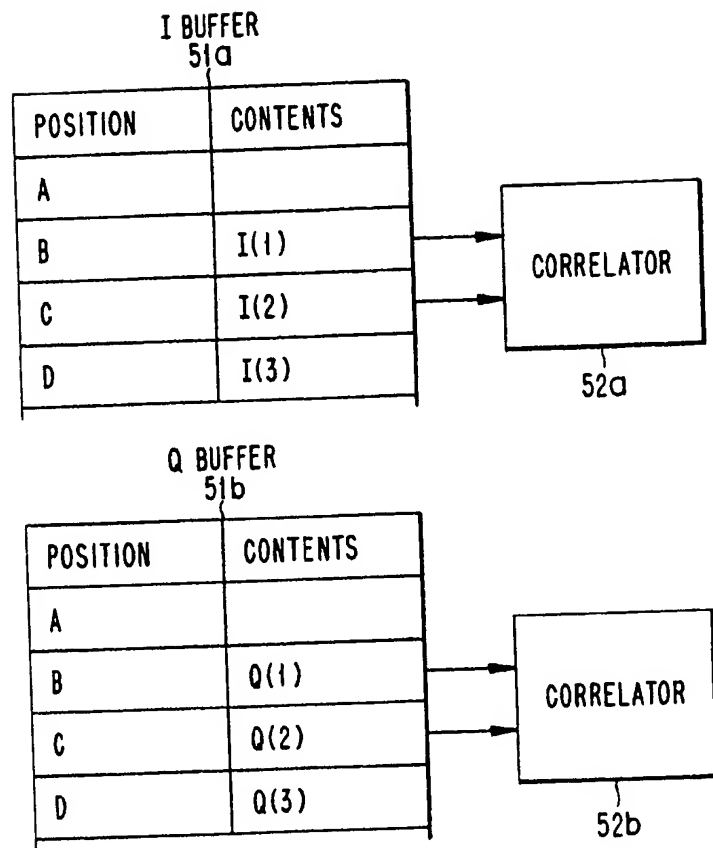 I BUFFER
51a
POSITION CONTENTS
A
B I(1)
C I(2)
D I(3)
CORRELATOR
52a
Q BUFFER
51b
POSITION CONTENTS
A
B Q(1)
C Q(2)
D Q(3)
CORRELATOR
52b